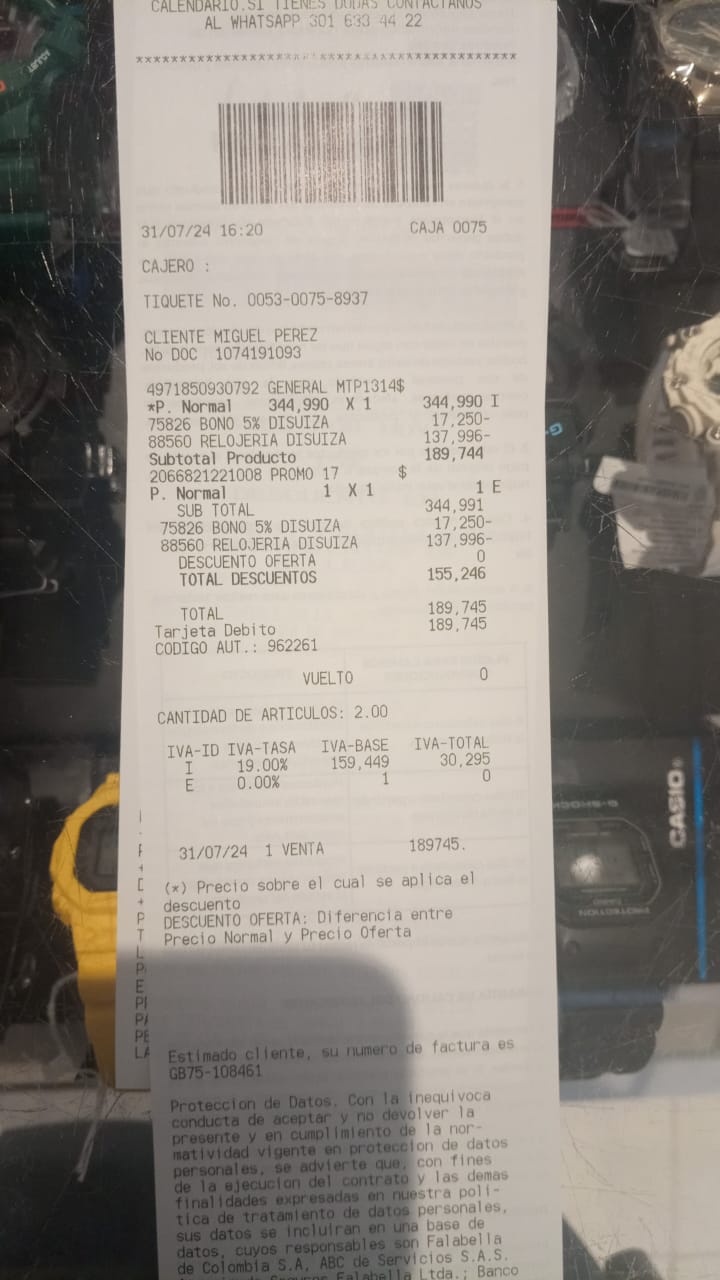 CALENDARIO.SI TIENES DUDAS CONTACTANOS
AL WHATSAPP 301 633 44 22
****************************************
31/07/24 16:20 CAJA 0075
CAJERO :
TIQUETE No. 0053-0075-8937
CLIENTE MIGUEL PEREZ
No DOC 1074191093
4971850930792 GENERAL MTP1314$
*P. Normal 344,990 X 1 344,990 I
75826 BONO 5% DISUIZA 17,250-
88560 RELOJERIA DISUIZA 137,996-
Subtotal Producto 189,744
2066821221008 PROMO 17 $
P. Normal 1 X 1 1 E
SUB TOTAL 344,991
75826 BONO 5% DISUIZA 17,250-
88560 RELOJERIA DISUIZA 137,996-
DESCUENTO OFERTA 0
TOTAL DESCUENTOS 155,246
TOTAL 189,745
Tarjeta Debito 189,745
CODIGO AUT.: 962261
VUELTO 0
CANTIDAD DE ARTICULOS: 2.00
IVA-ID IVA-TASA IVA-BASE IVA-TOTAL
I 19.00% 159,449 30,295
E 0.00% 1 0
31/07/24 1 VENTA 189745.
(*) Precio sobre el cual se aplica el
descuento
DESCUENTO OFERTA: Diferencia entre
Precio Normal y Precio Oferta
Estimado cliente, su numero de factura es
GB75-108461
Proteccion de Datos. Con la inequivoca
conducta de aceptar y no devolver la
presente y en cumplimiento de la nor-
matividad vigente en proteccion de datos
personales, se advierte que, con fines
de la ejecucion del contrato y las demas
finalidades expresadas en nuestra poli-
tica de tratamiento de datos personales,
sus datos se incluiran en una base de
datos, cuyos responsables son Falabella
de Colombia S.A, ABC de Servicios S.A.S.
Falabella Ltda.; Banco
CASIO
G-SHOCK
PROTECTION